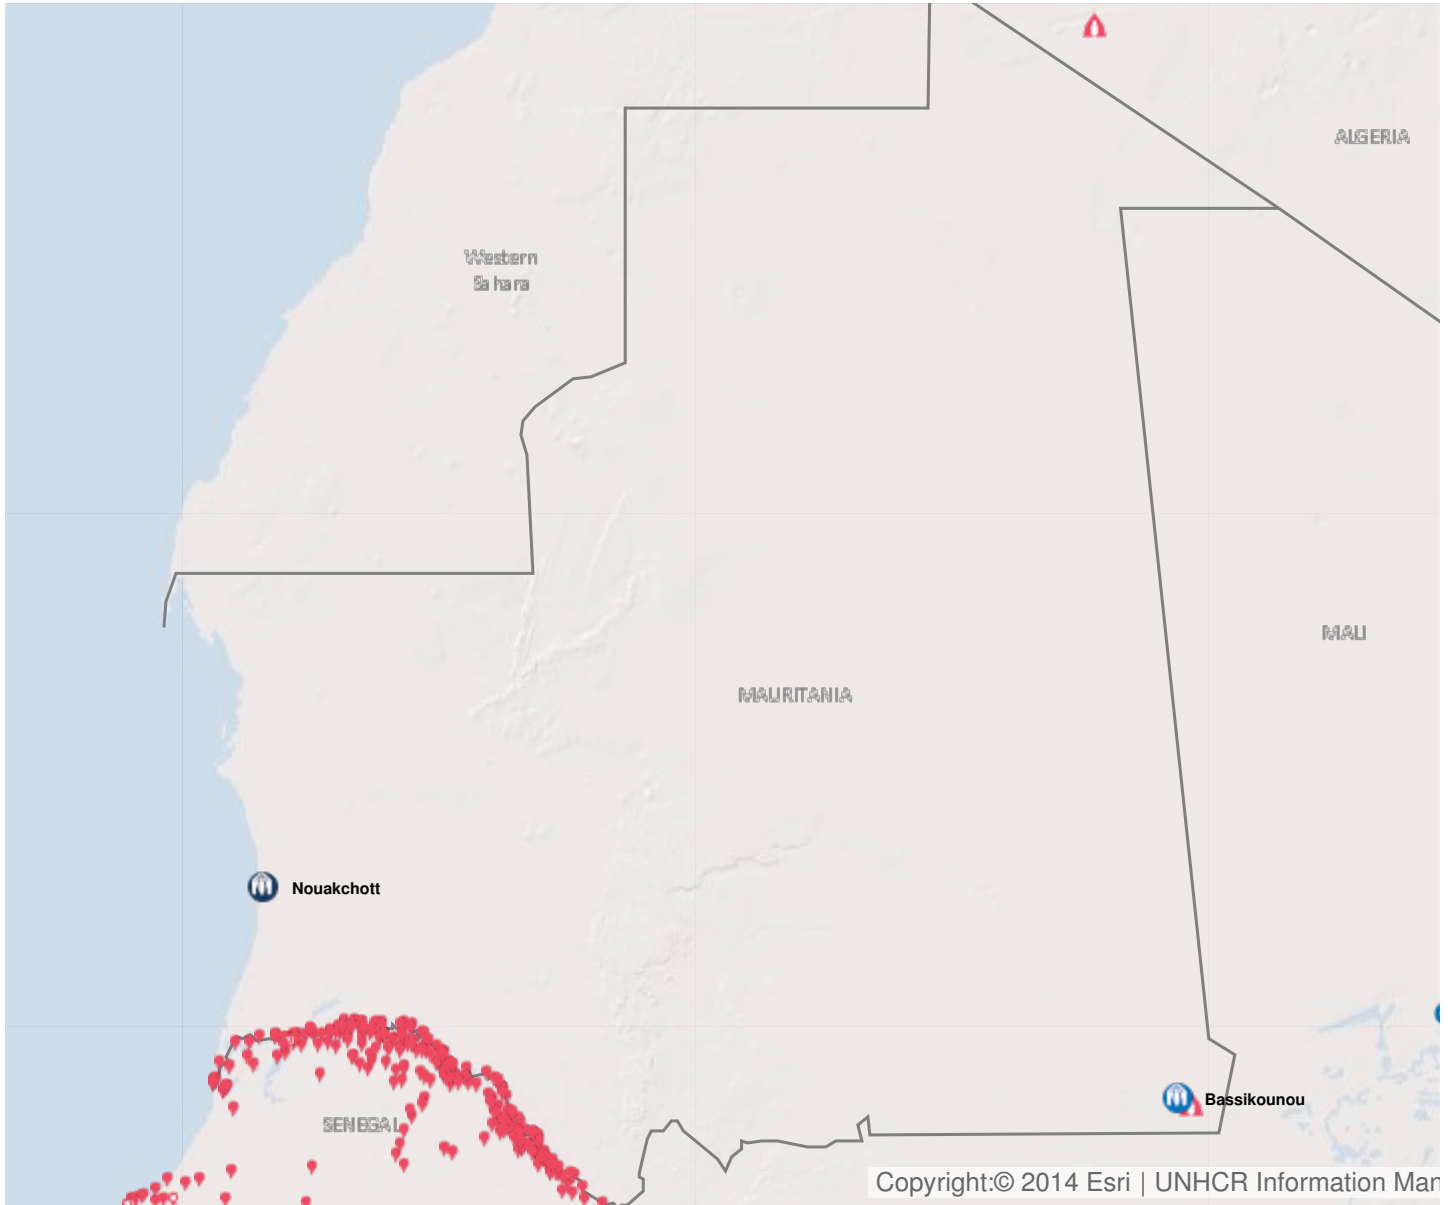 ALGERIA
Western
Sahara
MALI
MAURITANIA
Nouakchott
Bassikounou
SENEGAL
Copyright:© 2014 Esri | UNHCR Information Man